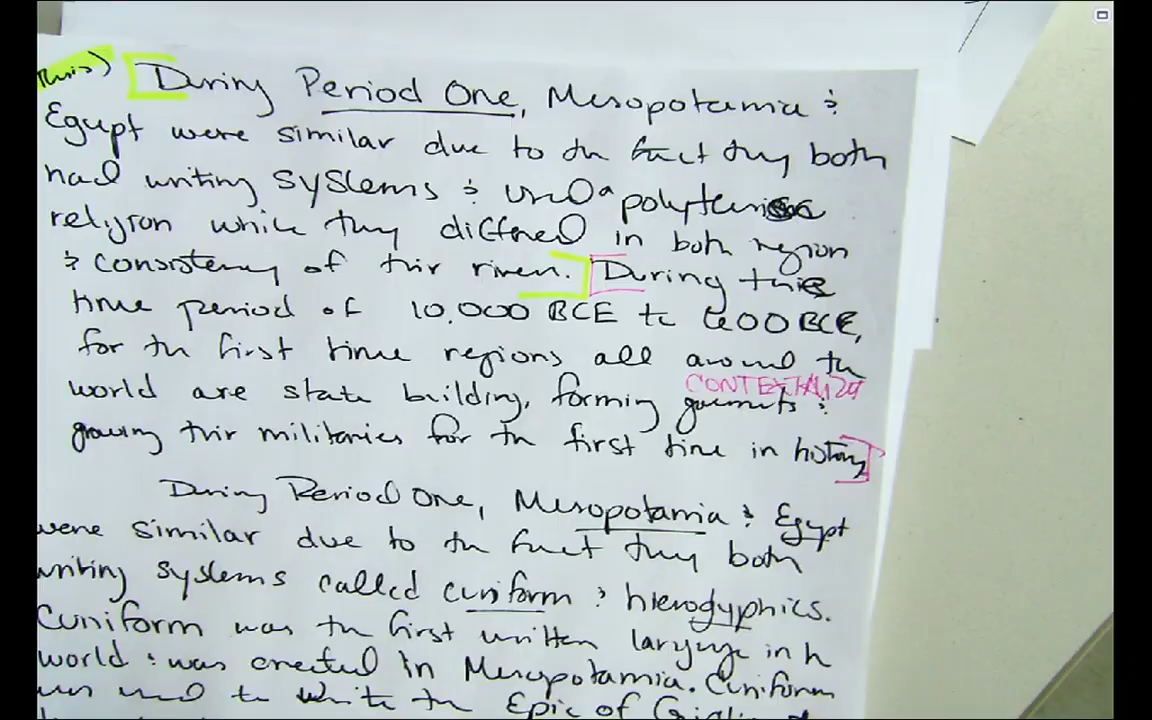 During Period One, Mesopotamia &
Egypt were similar due to the fact they both
had writing systems & used a
religion while they differed in both region
& consistency of their rivers. During this
time period of 10,000 BCE to 600 BCE,
for the first time regions all around the
world are state building, forming &
CONTEXTUALIZE
growing their militaries for the first time in history
During Period One, Mesopotamia & Egypt
were similar due to the fact they both
writing systems called cuniform & hieroglyphics.
Cuniform was the first written language in
world & was created in Mesopotamia. Cuniform
was used to write the Epic of